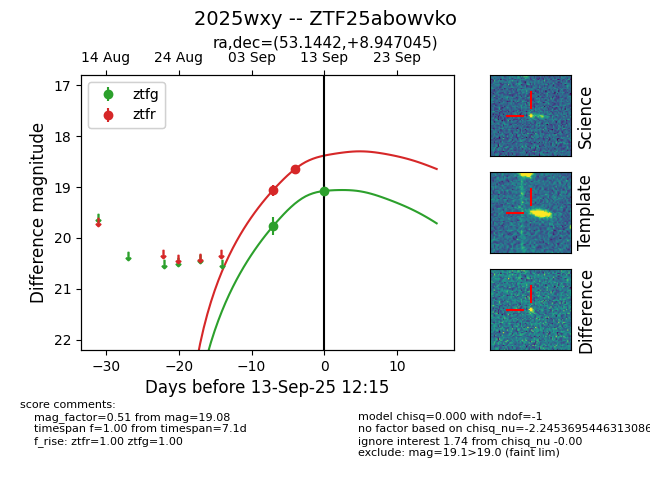 2025wxy -- ZTF25abowvko
ra,dec=(53.1442,+8.947045)
14 Aug 24 Aug 03 Sep 13 Sep 23 Sep
ztfg
ztfr
17
18
19
20
21
22
Difference magnitude
−30 −20 −10 0 10
Days before 13-Sep-25 12:15
Science
Template
Difference
score comments:
mag_factor=0.51 from mag=19.08
timespan f=1.00 from timespan=7.1d
f_rise: ztfr=1.00 ztfg=1.00
model chisq=0.000 with ndof=-1
no factor based on chisq_nu=-2.2453695446313086
ignore interest 1.74 from chisq_nu -0.00
exclude: mag=19.1>19.0 (faint lim)